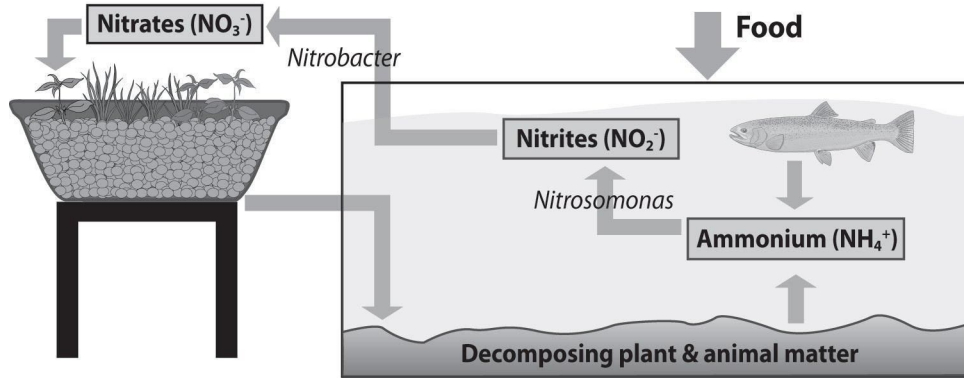 Nitrates (NO₃⁻)
Nitrobacter
Food
Nitrites (NO₂⁻)
Nitrosomonas
Ammonium (NH₄⁺)
Decomposing plant & animal matter